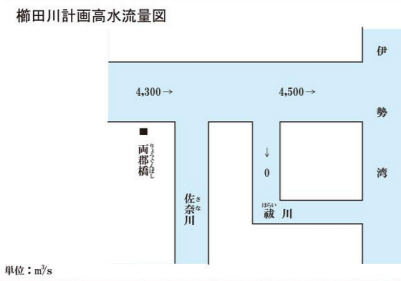 櫛田川計画高水流量図
伊勢湾
4,300→
4,500→
■
両郡橋
りょうぐんばし
↓
0
佐奈川
さな
祓川
はらい
単位：m³/s